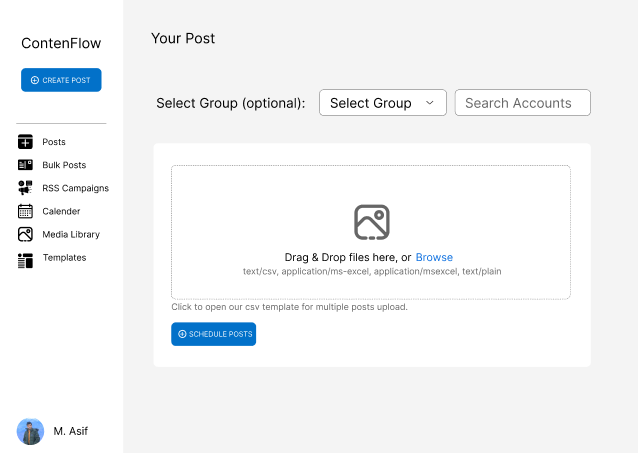 ContenFlow
CREATE POST
Posts
Bulk Posts
RSS Campaigns
Calender
Media Library
Templates
M. Asif
Your Post
Select Group (optional):
Select Group
Search Accounts
Drag & Drop files here, or Browse
text/csv, application/ms-excel, application/msexcel, text/plain
Click to open our csv template for multiple posts upload.
SCHEDULE POSTS